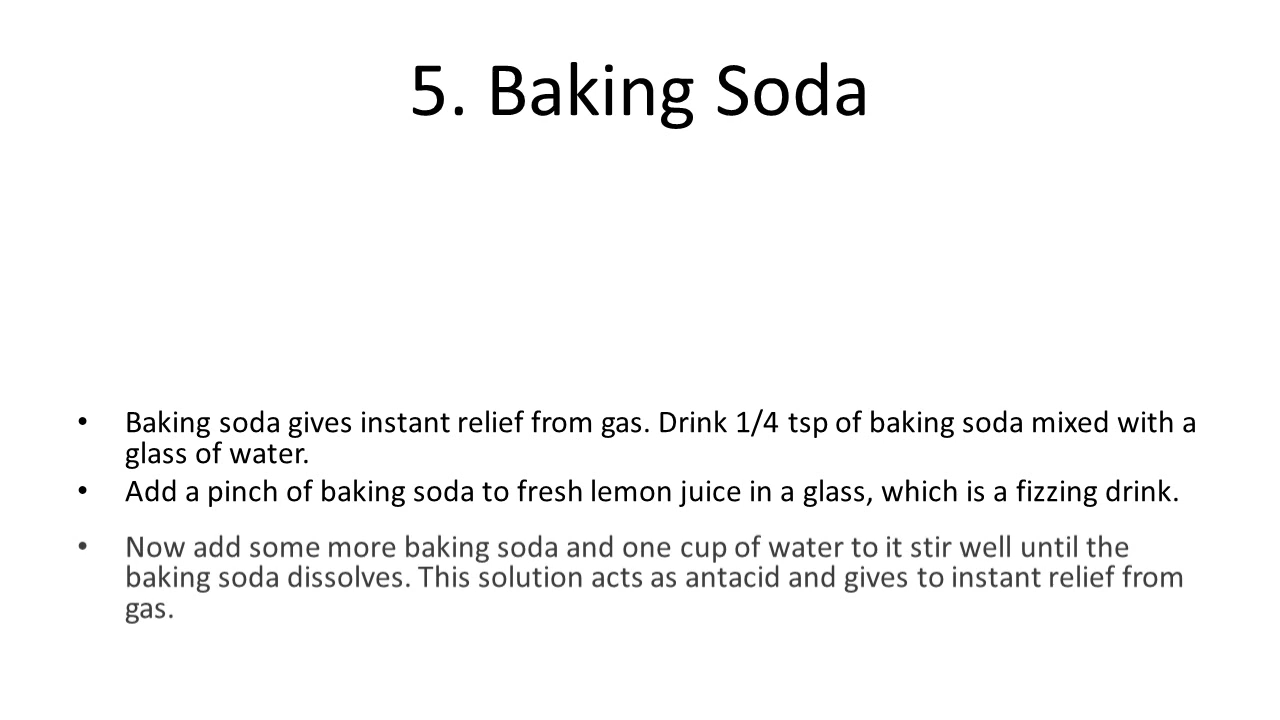 5. Baking Soda
• Baking soda gives instant relief from gas. Drink 1/4 tsp of baking soda mixed with a
glass of water.
• Add a pinch of baking soda to fresh lemon juice in a glass, which is a fizzing drink.
• Now add some more baking soda and one cup of water to it stir well until the
baking soda dissolves. This solution acts as antacid and gives to instant relief from
gas.